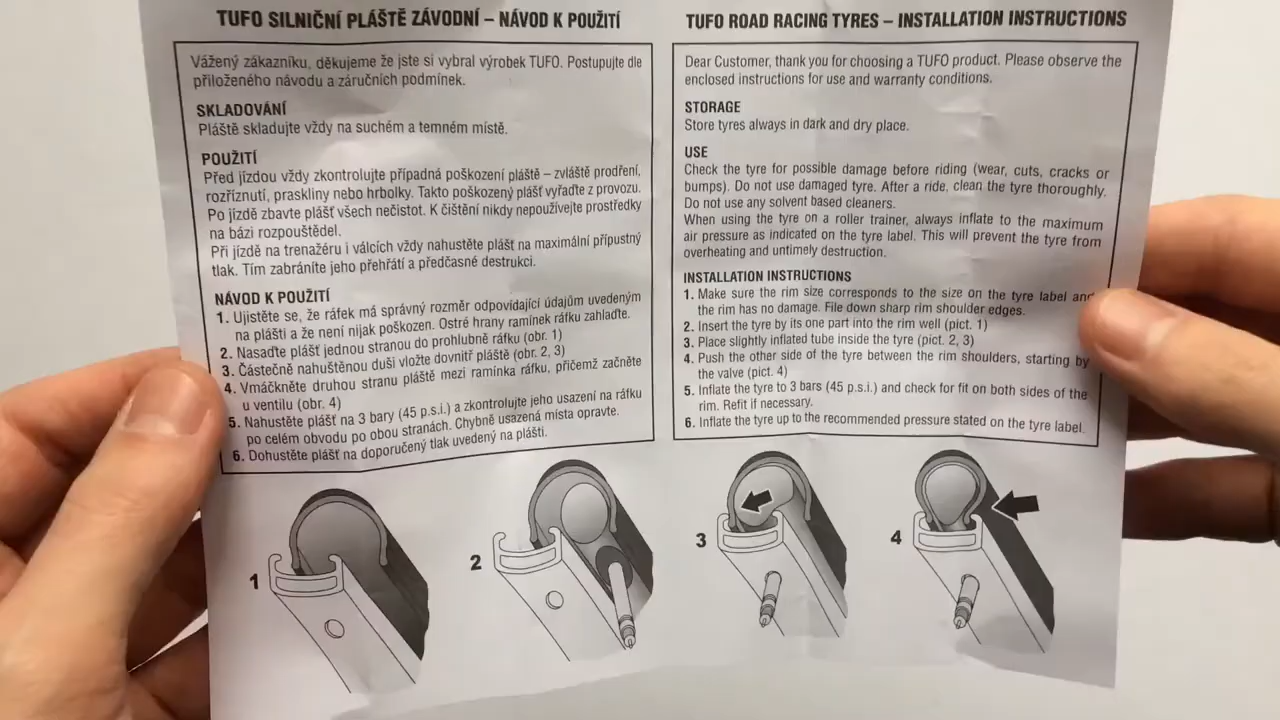 TUFO SILNIČNÍ PLÁŠTĚ ZÁVODNÍ – NÁVOD K POUŽITÍ
Vážený zákazníku, děkujeme že jste si vybral výrobek TUFO. Postupujte dle
přiloženého návodu a záručních podmínek.
SKLADOVÁNÍ
Pláště skladujte vždy na suchém a temném místě.
POUŽITÍ
Před jízdou vždy zkontrolujte případná poškození pláště – zvláště prodření,
rozříznutí, praskliny nebo hrbolky. Takto poškozený plášť vyřaďte z provozu.
Po jízdě zbavte plášť všech nečistot. K čištění nikdy nepoužívejte prostředky
na bázi rozpouštědel.
Při jízdě na trenažéru i válcích vždy nahustěte plášť na maximální přípustný
tlak. Tím zabráníte jeho přehřátí a předčasné destrukci.
NÁVOD K POUŽITÍ
1. Ujistěte se, že ráfek má správný rozměr odpovídající údajům uvedeným
na plášti a že není nijak poškozen. Ostré hrany ramínek ráfku zahlaďte.
2. Nasaďte plášť jednou stranou do prohlubně ráfku (obr. 1)
3. Částečně nahuštěnou duši vložte dovnitř pláště (obr. 2, 3)
4. Vmáčkněte druhou stranu pláště mezi ramínka ráfku, přičemž začněte
u ventilu (obr. 4)
5. Nahustěte plášť na 3 bary (45 p.s.i.) a zkontrolujte jeho usazení na ráfku
po celém obvodu po obou stranách. Chybně usazená místa opravte.
6. Dohustěte plášť na doporučený tlak uvedený na plášti.
TUFO ROAD RACING TYRES – INSTALLATION INSTRUCTIONS
Dear Customer, thank you for choosing a TUFO product. Please observe the
enclosed instructions for use and warranty conditions.
STORAGE
Store tyres always in dark and dry place.
USE
Check the tyre for possible damage before riding (wear, cuts, cracks or
bumps). Do not use damaged tyre. After a ride, clean the tyre thoroughly.
Do not use any solvent based cleaners.
When using the tyre on a roller trainer, always inflate to the maximum
air pressure as indicated on the tyre label. This will prevent the tyre from
overheating and untimely destruction.
INSTALLATION INSTRUCTIONS
1. Make sure the rim size corresponds to the size on the tyre label and
the rim has no damage. File down sharp rim shoulder edges.
2. Insert the tyre by its one part into the rim well (pict. 1)
3. Place slightly inflated tube inside the tyre (pict. 2, 3)
4. Push the other side of the tyre between the rim shoulders, starting by
the valve (pict. 4)
5. Inflate the tyre to 3 bars (45 p.s.i.) and check for fit on both sides of the
rim. Refit if necessary.
6. Inflate the tyre up to the recommended pressure stated on the tyre label.
1
2
3
4